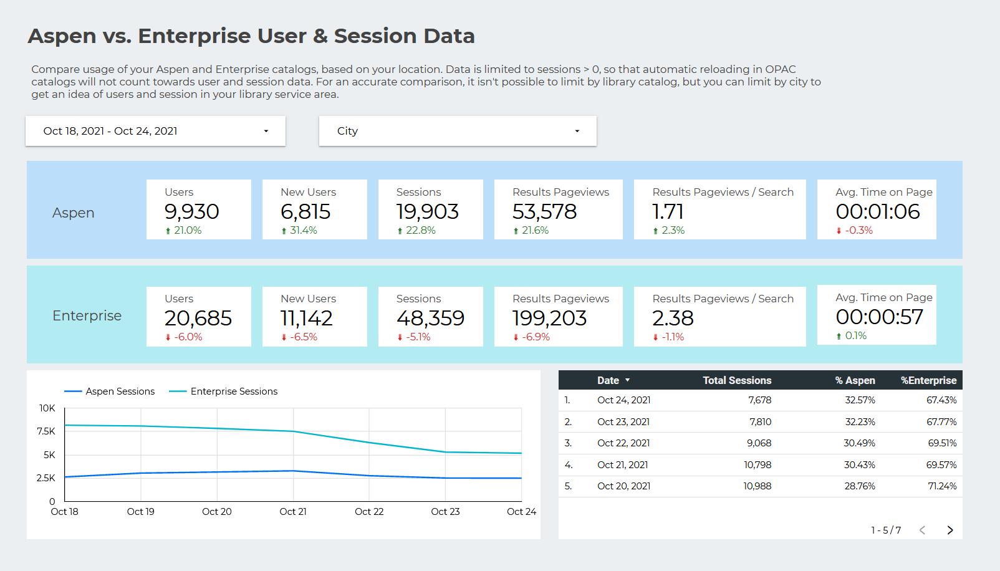 Aspen vs. Enterprise User & Session Data
Compare usage of your Aspen and Enterprise catalogs, based on your location. Data is limited to sessions > 0, so that automatic reloading in OPAC
catalogs will not count towards user and session data. For an accurate comparison, it isn't possible to limit by library catalog, but you can limit by city to
get an idea of users and session in your library service area.
Oct 18, 2021 - Oct 24, 2021
City
Aspen
Users
9,930
21.0%
New Users
6,815
31.4%
Sessions
19,903
22.8%
Results Pageviews
53,578
21.6%
Results Pageviews / Search
1.71
2.3%
Avg. Time on Page
00:01:06
-0.3%
Enterprise
Users
20,685
-6.0%
New Users
11,142
-6.5%
Sessions
48,359
-5.1%
Results Pageviews
199,203
-6.9%
Results Pageviews / Search
2.38
-1.1%
Avg. Time on Page
00:00:57
0.1%
Aspen Sessions Enterprise Sessions
10K
7.5K
5K
2.5K
0
Oct 18 Oct 19 Oct 20 Oct 21 Oct 22 Oct 23 Oct 24
Date Total Sessions % Aspen %Enterprise
1. Oct 24, 2021 7,678 32.57% 67.43%
2. Oct 23, 2021 7,810 32.23% 67.77%
3. Oct 22, 2021 9,068 30.49% 69.51%
4. Oct 21, 2021 10,798 30.43% 69.57%
5. Oct 20, 2021 10,988 28.76% 71.24%
1 - 5 / 7